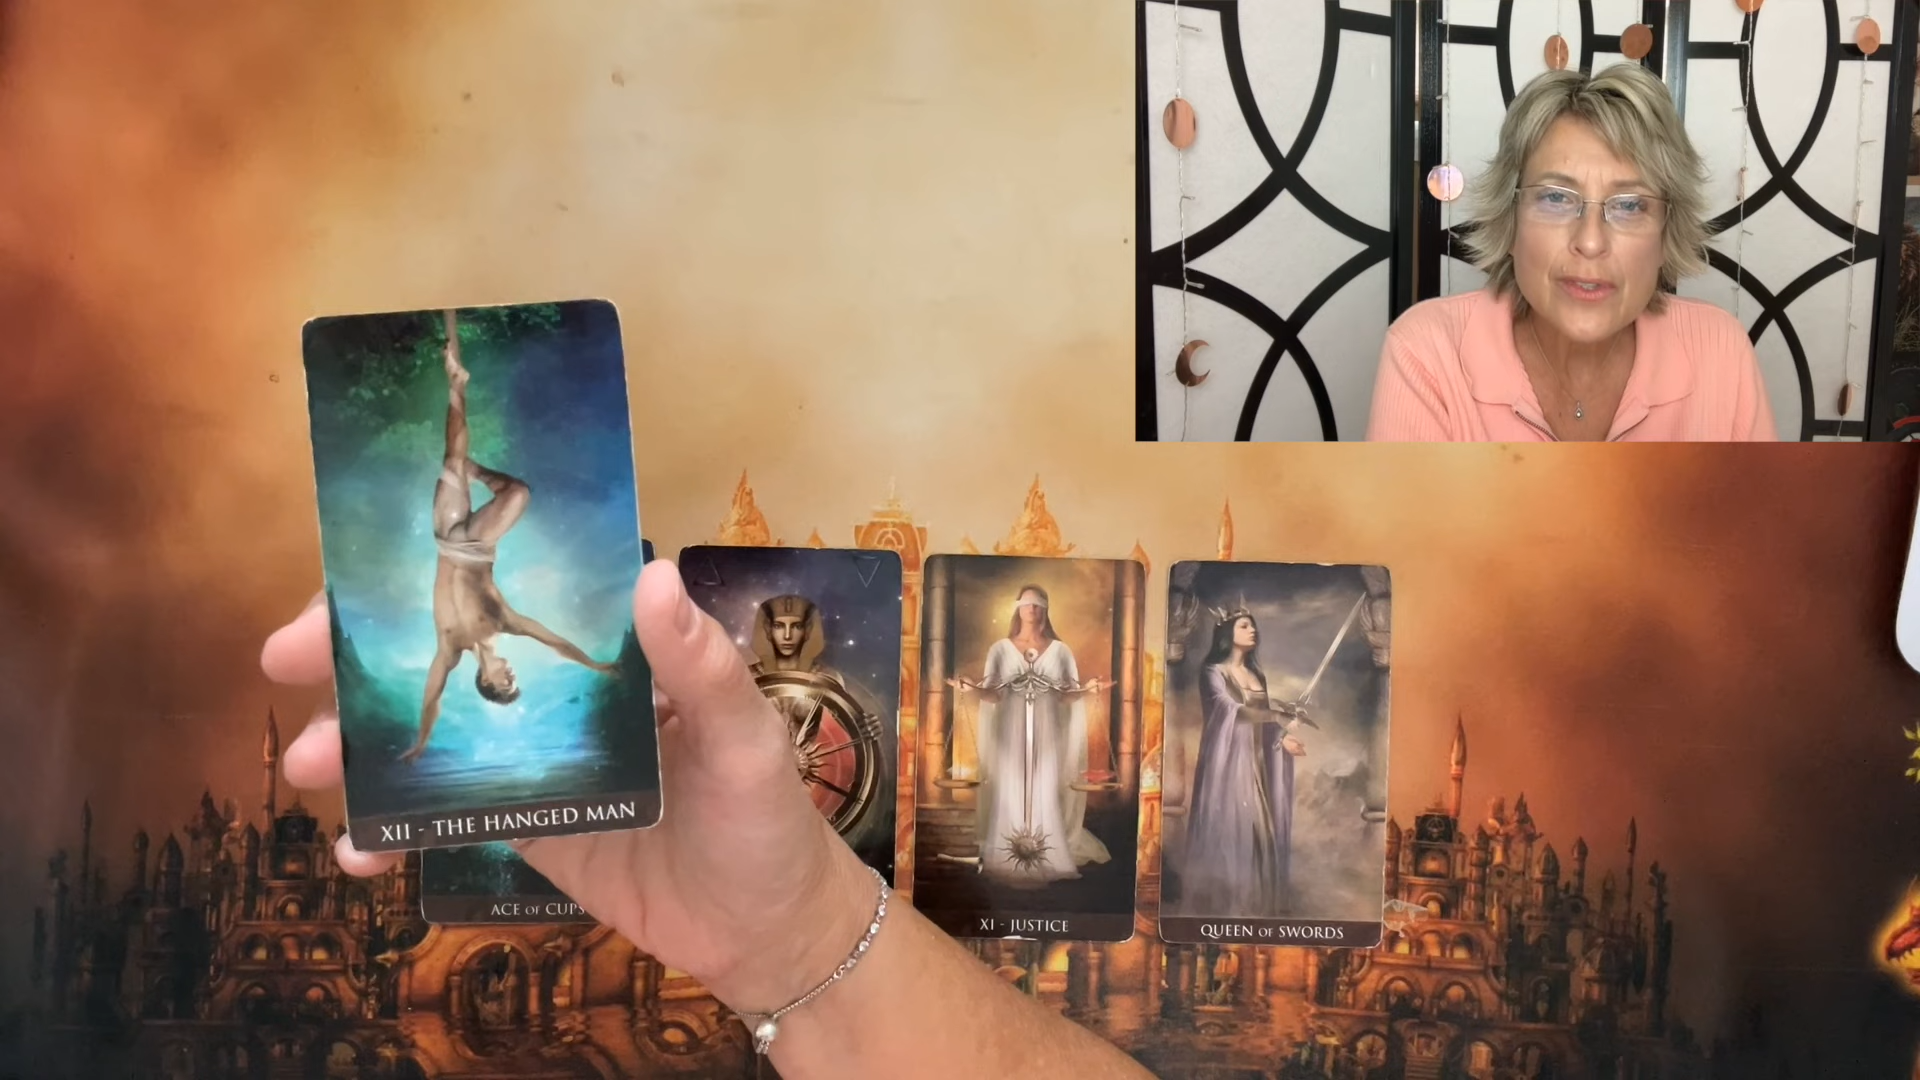 XII - THE HANGED MAN
ACE OF CUPS
XI - JUSTICE
QUEEN OF SWORDS